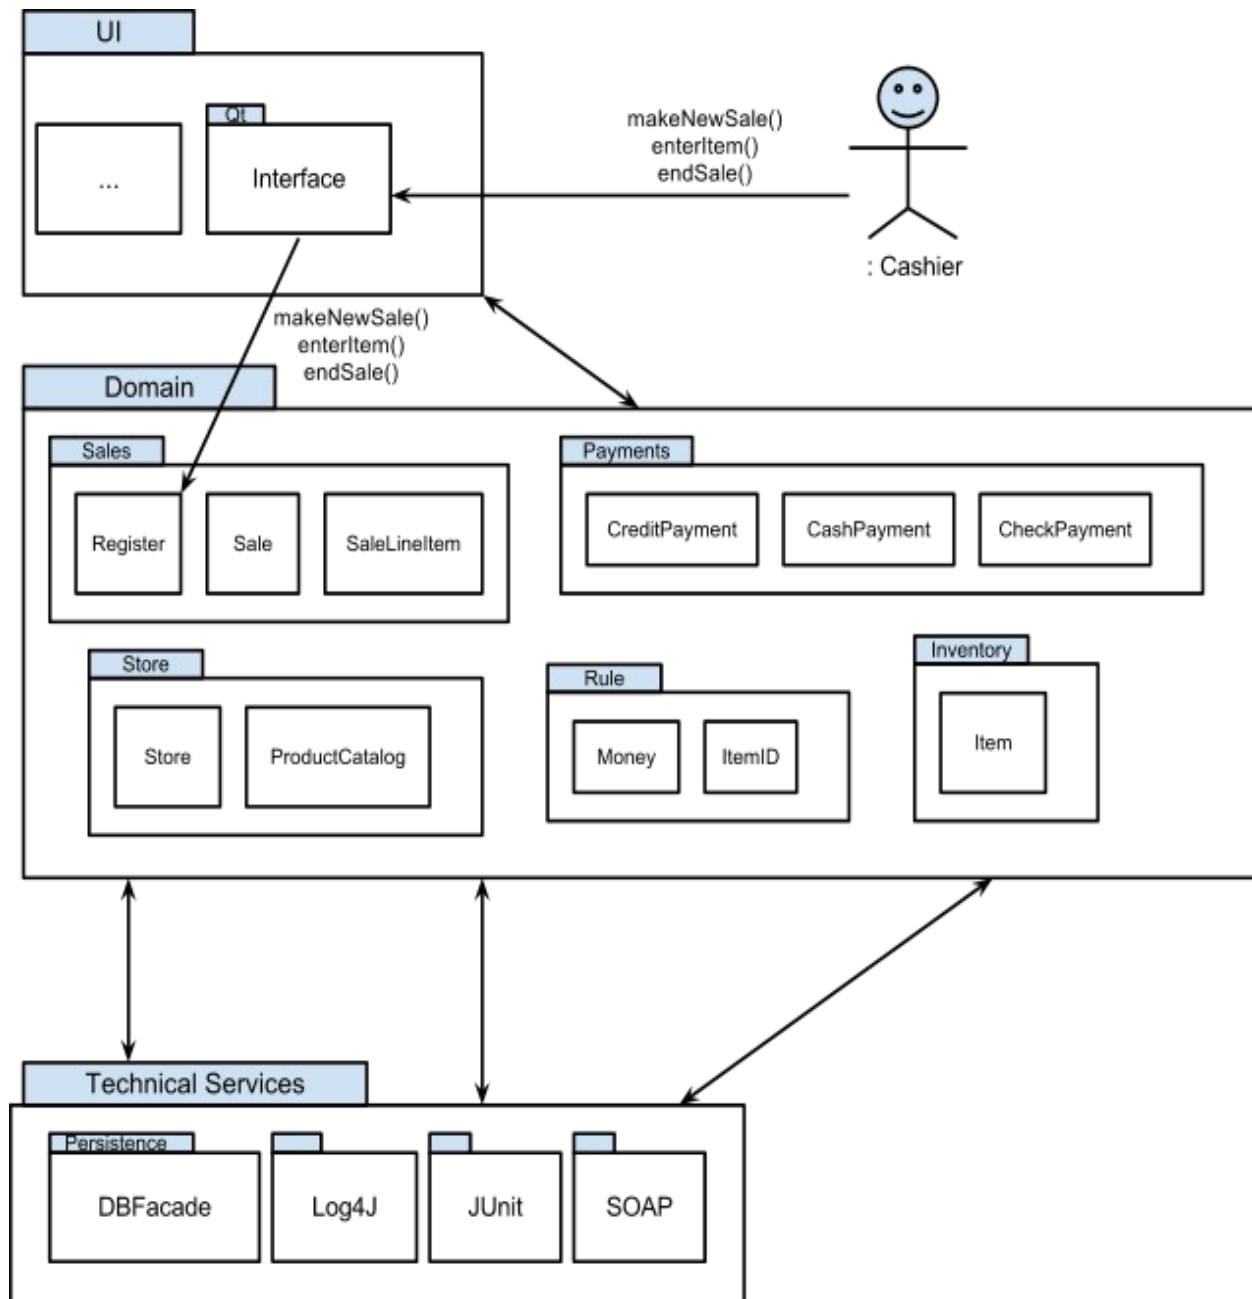 UI
Qt
...
Interface
makeNewSale()
enterItem()
endSale()
: Cashier
makeNewSale()
enterItem()
endSale()
Domain
Sales
Register
Sale
SaleLineItem
Payments
CreditPayment
CashPayment
CheckPayment
Store
Store
ProductCatalog
Rule
Money
ItemID
Inventory
Item
Technical Services
Persistence
DBFacade
Log4J
JUnit
SOAP